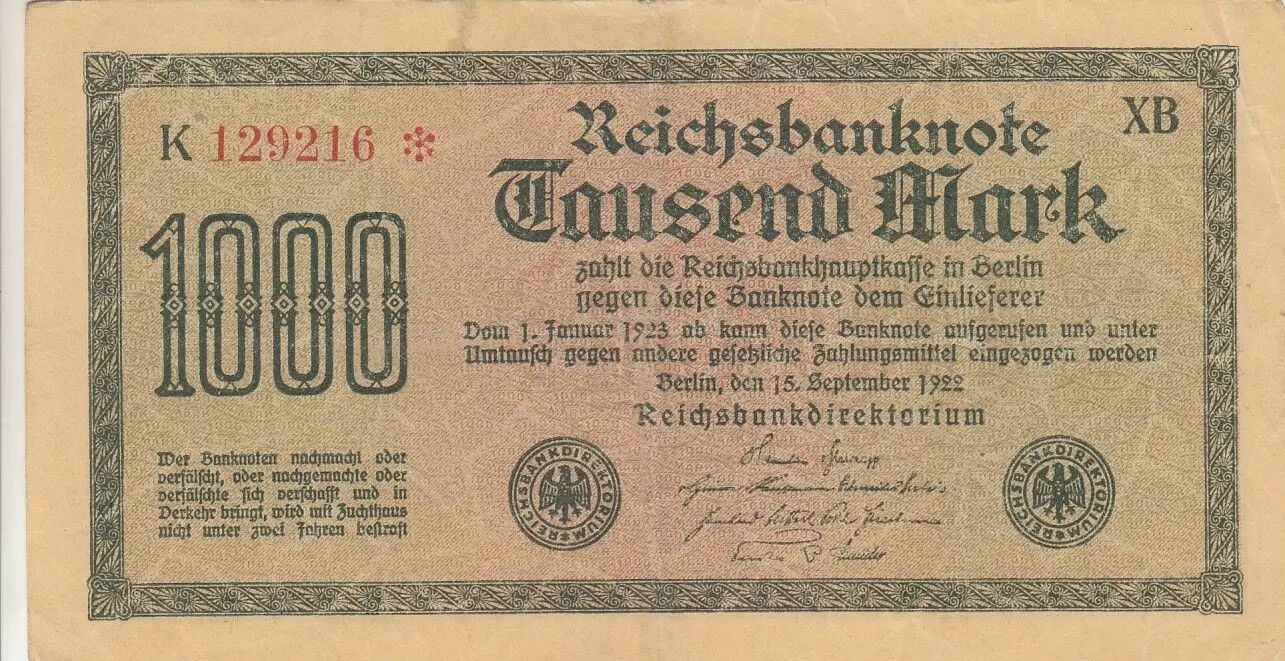 K 129216 *
XB
Reichsbanknote
Tausend Mark
1000
zahlt die Reichsbankhauptkasse in Berlin
gegen diese Banknote dem Einlieferer
Vom 1. Januar 1923 ab kann diese Banknote aufgerufen und unter
Umtausch gegen andere gesetzliche Zahlungsmittel eingezogen werden
Berlin, den 15. September 1922
Reichsbankdirektorium
Wer Banknoten nachmacht oder
verfälscht, oder nachgemachte oder
verfälschte sich verschafft und in
Verkehr bringt, wird mit Zuchthaus
nicht unter zwei Jahren bestraft
REICHSBANKDIREKTORIUM
REICHSBANKDIREKTORIUM